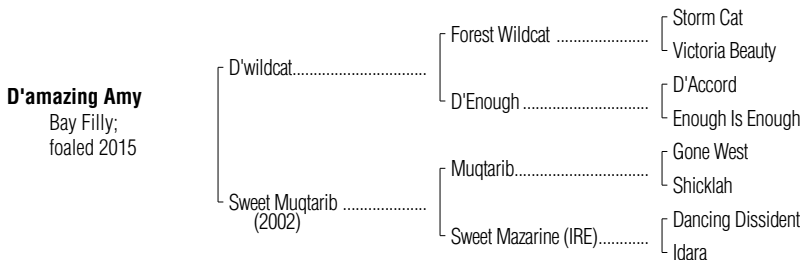 Storm Cat
Forest Wildcat ......................
Victoria Beauty
D'wildcat................................
D'Accord
D'Enough ..............................
Enough Is Enough
D'amazing Amy
Bay Filly;
foaled 2015
Gone West
Muqtarib................................
Shicklah
Sweet Muqtarib ....................
(2002)
Dancing Dissident
Sweet Mazarine (IRE)............
Idara